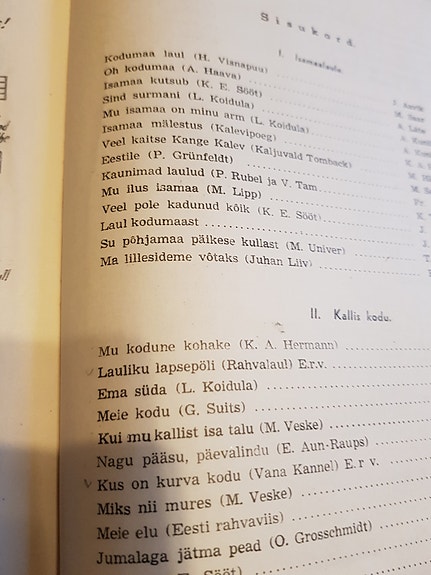 Sisukord.
I. Isamaalaulu.
Kodumaa laul (H. Visnapuu)
Oh kodumaa (A. Haava)
Isamaa kutsub (K. E. Sööt)
Sind surmani (L. Koidula)
Mu isamaa on minu arm (L. Koidula)
Isamaa mälestus (Kalevipoeg)
Veel kaitse Kange Kalev (Kaljuvald Tomback)
Eestile (P. Grünfeldt)
Kaunimad laulud (P. Rubel ja V. Tam
Mu ilus isamaa (M. Lipp)
Veel pole kadunud kõik (K. E. Sööt)
Laul kodumaast
Su põhjamaa päikese kullast (M. Univer)
Ma lillesideme võtaks (Juhan Liiv)
II. Kallis kodu.
Mu kodune kohake (K. A. Hermann)
Lauliku lapsepõli (Rahvalaul) E.r.v.
Ema süda (L. Koidula)
Meie kodu (G. Suits)
Kui mu kallist isa talu (M. Veske)
Nagu pääsu, päevalindu (E. Aun-Raups)
Kus on kurva kodu (Vana Kannel) E r v.
Miks nii mures (M. Veske)
Meie elu (Eesti rahvaviis)
Jumalaga jätma pead (O. Grosschmidt)
E. Sööt)